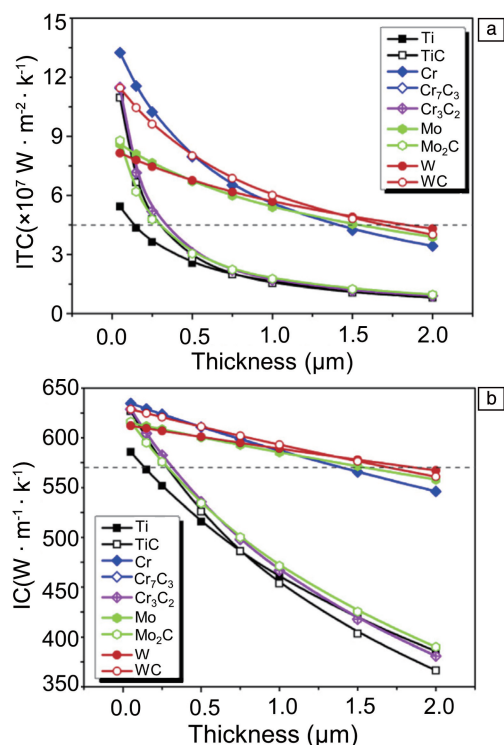 a
ITC(×10⁷ W · m⁻² · k⁻¹)
15
12
9
6
3
0
Ti
TiC
Cr
Cr₇C₃
Cr₃C₂
Mo
Mo₂C
W
WC
0.0 0.5 1.0 1.5 2.0
Thickness (μm)
b
IC(W · m⁻¹ · k⁻¹)
650
600
550
500
450
400
350
Ti
TiC
Cr
Cr₇C₃
Cr₃C₂
Mo
Mo₂C
W
WC
0.0 0.5 1.0 1.5 2.0
Thickness (μm)